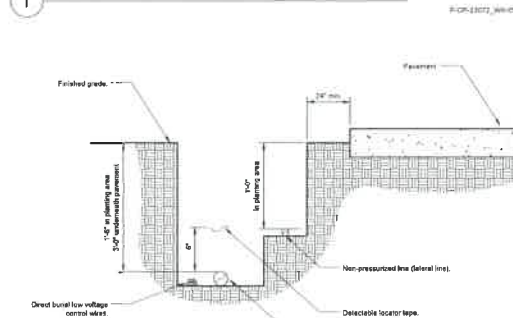 1
Finished grade.
Pavement
24" min.
1'-6" in planting area
3'-0" underneath pavement
1'-0"
in planting area
6"
Non-pressurized line (lateral line).
Direct burial low voltage
control wires.
Detectable locator tape.